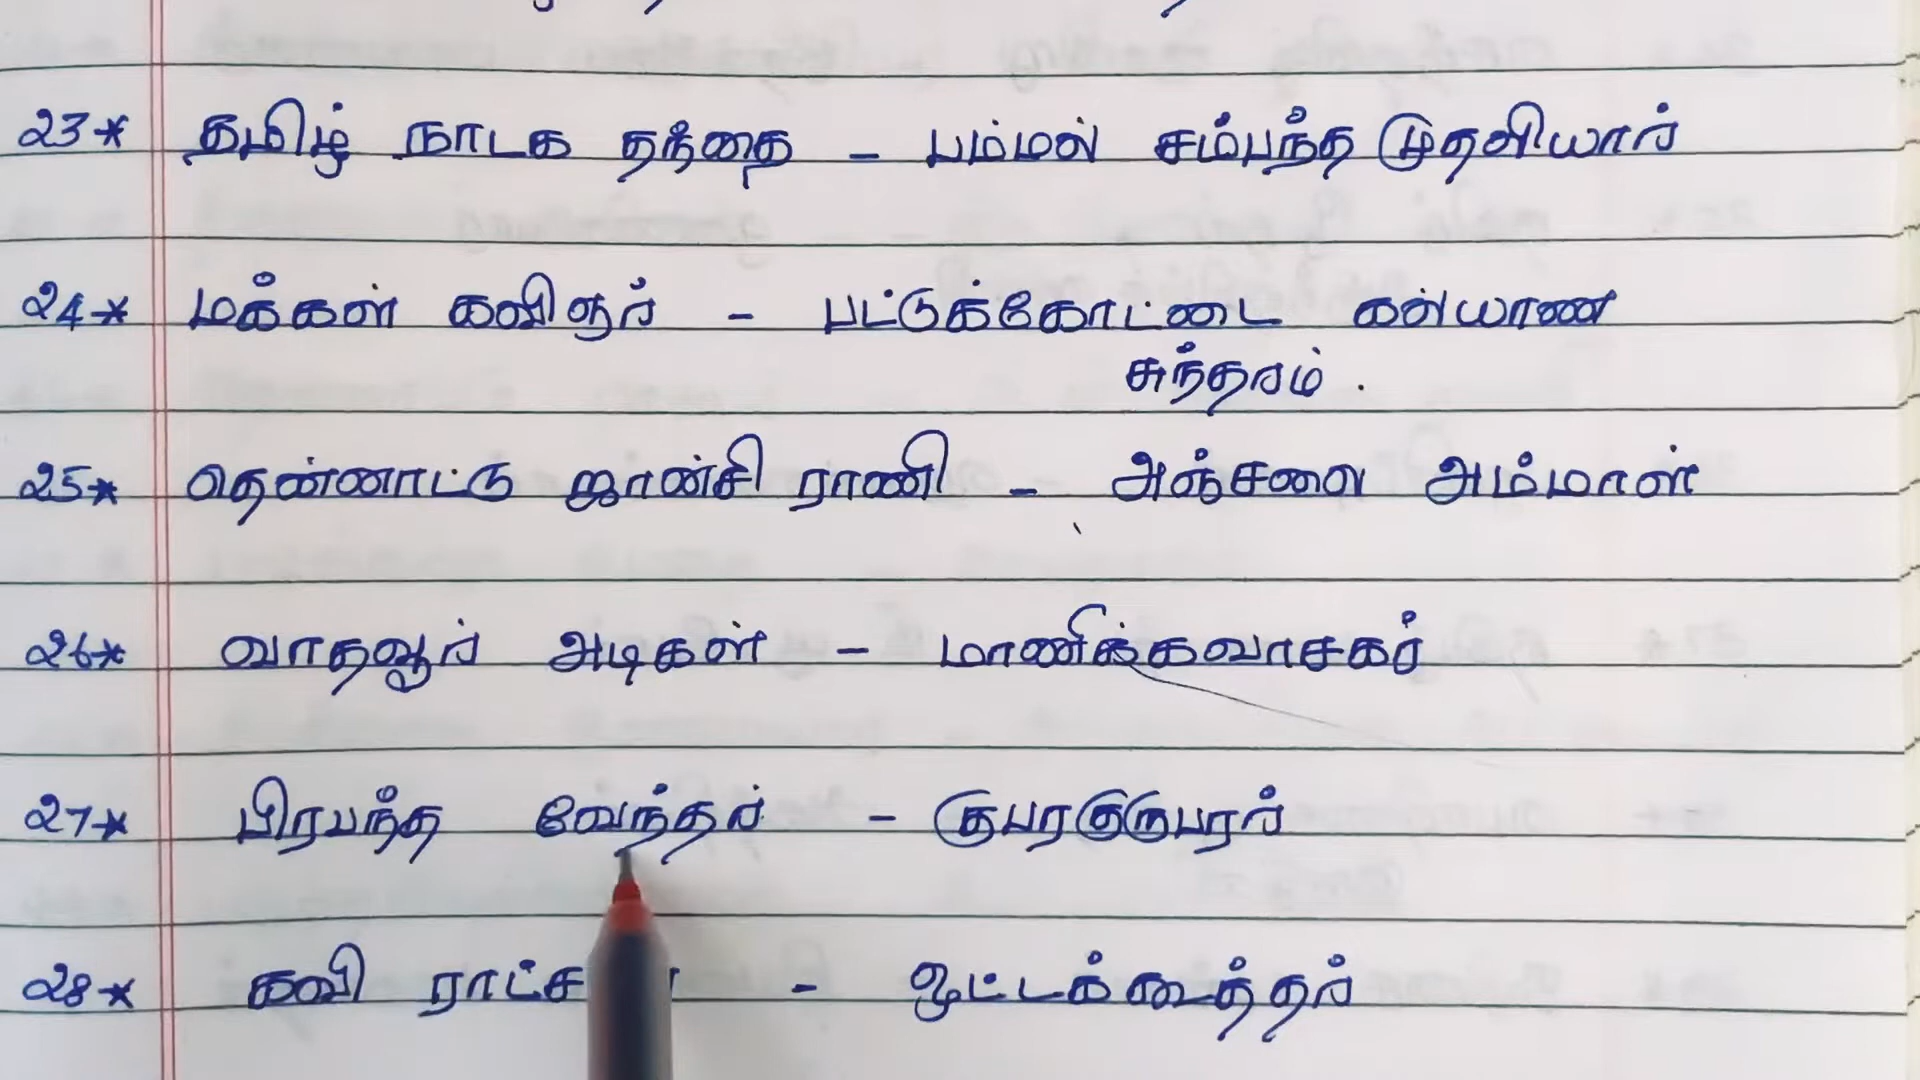 23* தமிழ் நாடக தந்தை - பம்மல் சம்பந்த முதலியார்
24* மக்கள் கவிஞர் - பட்டுக்கோட்டை கல்யாண
சுந்தரம் .
25* தென்னாட்டு ஜான்சி ராணி - அஞ்சலை அம்மாள்
26* வாதவூர் அடிகள் - மாணிக்கவாசகர்
27* பிரபந்த வேந்தர் - குபரகுருபரர்
28* கவி - ஒட்டக்கூத்தர்